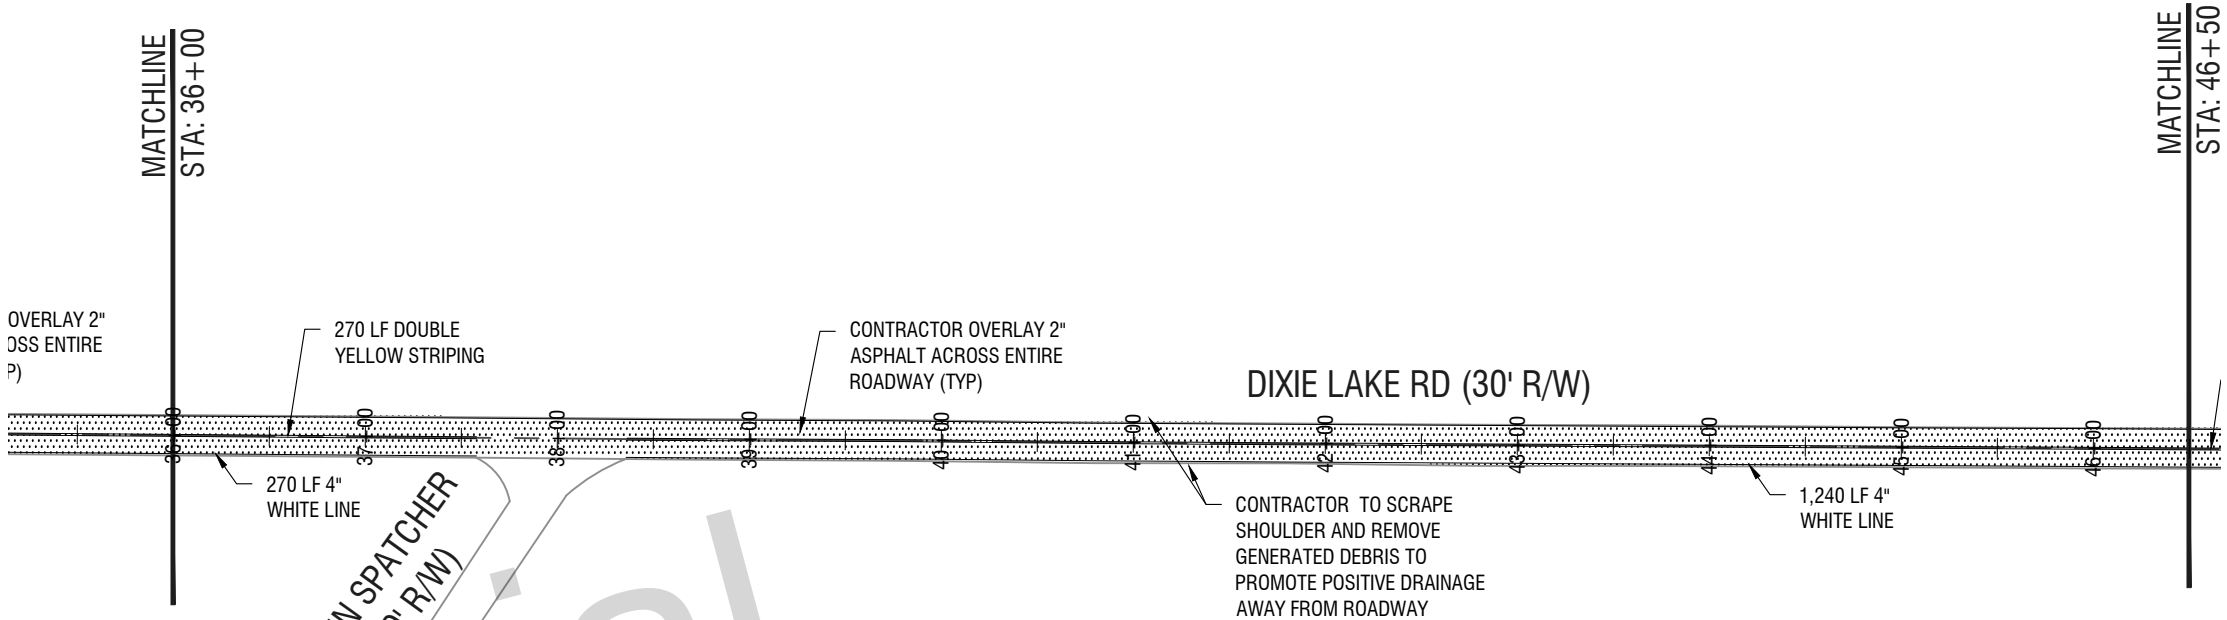 MATCHLINE
STA: 36+00
MATCHLINE
STA: 46+50
OVERLAY 2"
OSS ENTIRE
P)
270 LF DOUBLE
YELLOW STRIPING
CONTRACTOR OVERLAY 2"
ASPHALT ACROSS ENTIRE
ROADWAY (TYP)
DIXIE LAKE RD (30' R/W)
36+00
37+00
38+00
39+00
40+00
41+00
42+00
43+00
44+00
45+00
46+00
270 LF 4"
WHITE LINE
SPATCHER
' R/W)
CONTRACTOR TO SCRAPE
SHOULDER AND REMOVE
GENERATED DEBRIS TO
PROMOTE POSITIVE DRAINAGE
AWAY FROM ROADWAY
1,240 LF 4"
WHITE LINE
ial